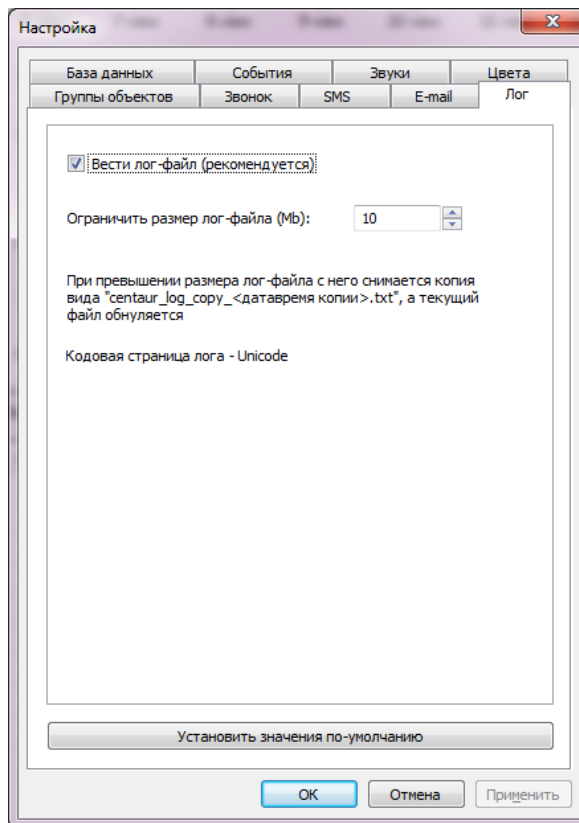 Настройка
База данных
События
Звуки
Цвета
Группы объектов
Звонок
SMS
E-mail
Лог
Вести лог-файл (рекомендуется)
Ограничить размер лог-файла (Mb):
10
При превышении размера лог-файла с него снимается копия
вида "centaur_log_copy_<датавремя копии>.txt", а текущий
файл обнуляется
Кодовая страница лога - Unicode
Установить значения по-умолчанию
ОК
Отмена
Применить